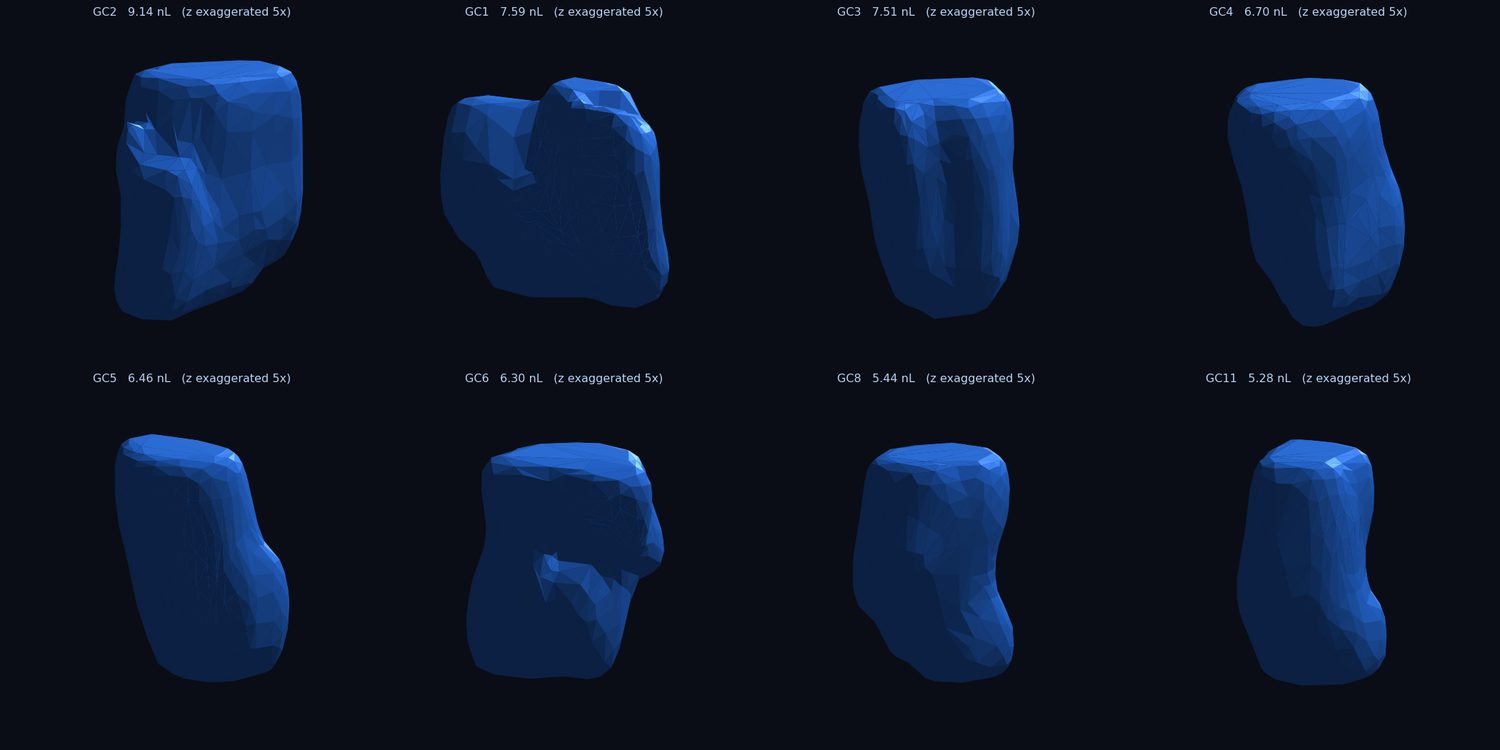 GC2   9.14 nL   (z exaggerated 5x)
GC1   7.59 nL   (z exaggerated 5x)
GC3   7.51 nL   (z exaggerated 5x)
GC4   6.70 nL   (z exaggerated 5x)
GC5   6.46 nL   (z exaggerated 5x)
GC6   6.30 nL   (z exaggerated 5x)
GC8   5.44 nL   (z exaggerated 5x)
GC11   5.28 nL   (z exaggerated 5x)